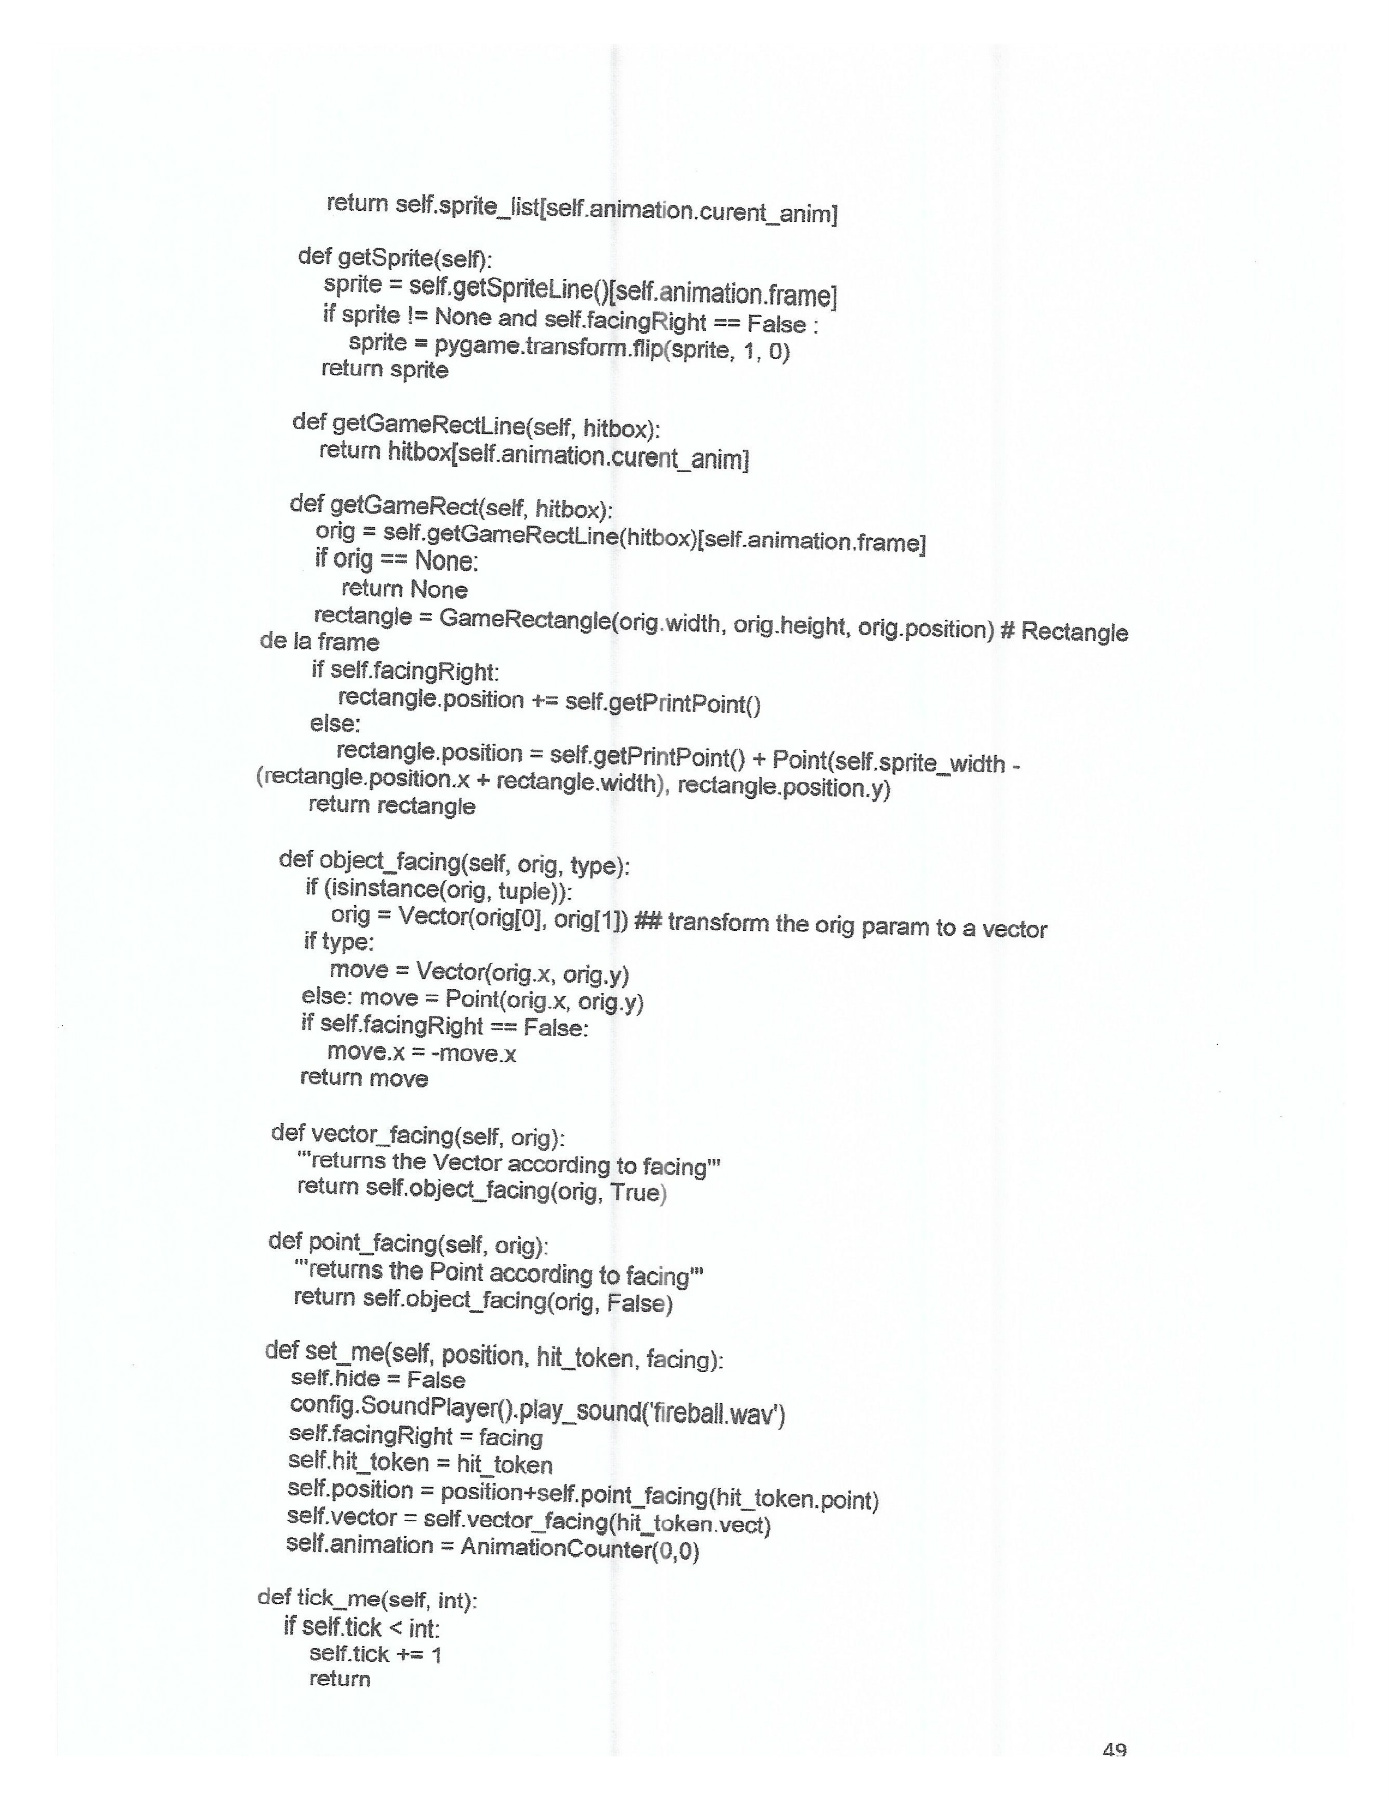 return self.sprite_list[self.animation.curent_anim]
def getSprite(self):
sprite = self.getSpriteLine()[self.animation.frame]
if sprite != None and self.facingRight == False :
sprite = pygame.transform.flip(sprite, 1, 0)
return sprite
def getGameRectLine(self, hitbox):
return hitbox[self.animation.curent_anim]
def getGameRect(self, hitbox):
orig = self.getGameRectLine(hitbox)[self.animation.frame]
if orig == None:
return None
rectangle = GameRectangle(orig.width, orig.height, orig.position) # Rectangle
de la frame
if self.facingRight:
rectangle.position += self.getPrintPoint()
else:
rectangle.position = self.getPrintPoint() + Point(self.sprite_width -
(rectangle.position.x + rectangle.width), rectangle.position.y)
return rectangle
def object_facing(self, orig, type):
if (isinstance(orig, tuple)):
orig = Vector(orig[0], orig[1]) ## transform the orig param to a vector
if type:
move = Vector(orig.x, orig.y)
else: move = Point(orig.x, orig.y)
if self.facingRight == False:
move.x = -move.x
return move
def vector_facing(self, orig):
'''returns the Vector according to facing'''
return self.object_facing(orig, True)
def point_facing(self, orig):
'''returns the Point according to facing'''
return self.object_facing(orig, False)
def set_me(self, position, hit_token, facing):
self.hide = False
config.SoundPlayer().play_sound('fireball.wav')
self.facingRight = facing
self.hit_token = hit_token
self.position = position+self.point_facing(hit_token.point)
self.vector = self.vector_facing(hit_token.vect)
self.animation = AnimationCounter(0,0)
def tick_me(self, int):
if self.tick < int:
self.tick += 1
return
49